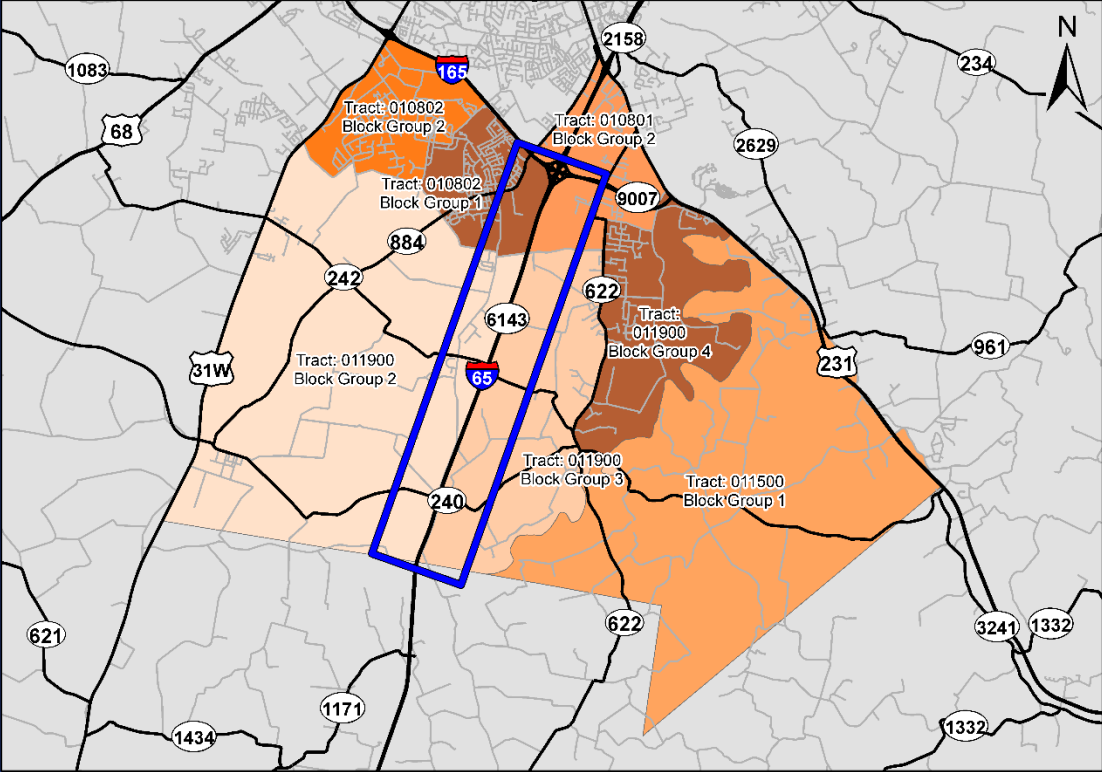 N
2158
234
1083
165
68
Tract: 010802
Block Group 2
Tract: 010801
Block Group 2
2629
Tract: 010802
Block Group 1
9007
884
242
622
6143
Tract:
011900
Block Group 4
961
231
31W
Tract: 011900
Block Group 2
65
Tract: 011900
Block Group 3
Tract: 011500
Block Group 1
240
622
621
3241
1332
1171
1434
1332